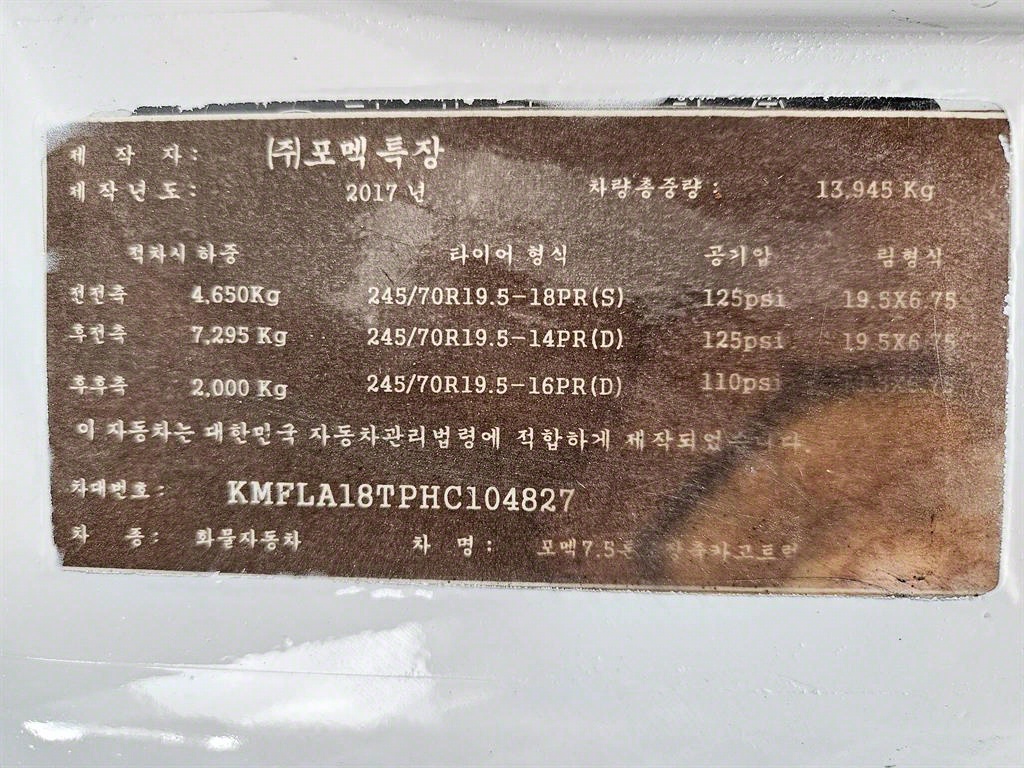 제 작 자 : ㈜포멕특장
제작년도 : 2017 년 차량총중량 : 13,945 Kg
적차시 하중 타이어 형식 공기압 림형식
전전축 4,650Kg 245/70R19.5-18PR(S) 125psi 19.5X6.75
후전축 7,295 Kg 245/70R19.5-14PR(D) 125psi 19.5X6.75
후후축 2,000 Kg 245/70R19.5-16PR(D) 110psi
이 자동차는 대한민국 자동차관리법령에 적합하게 제작되었습니다.
차대번호 : KMFLA18TPHC104827
차 종 : 화물자동차 차 명 : 포멕7.5톤